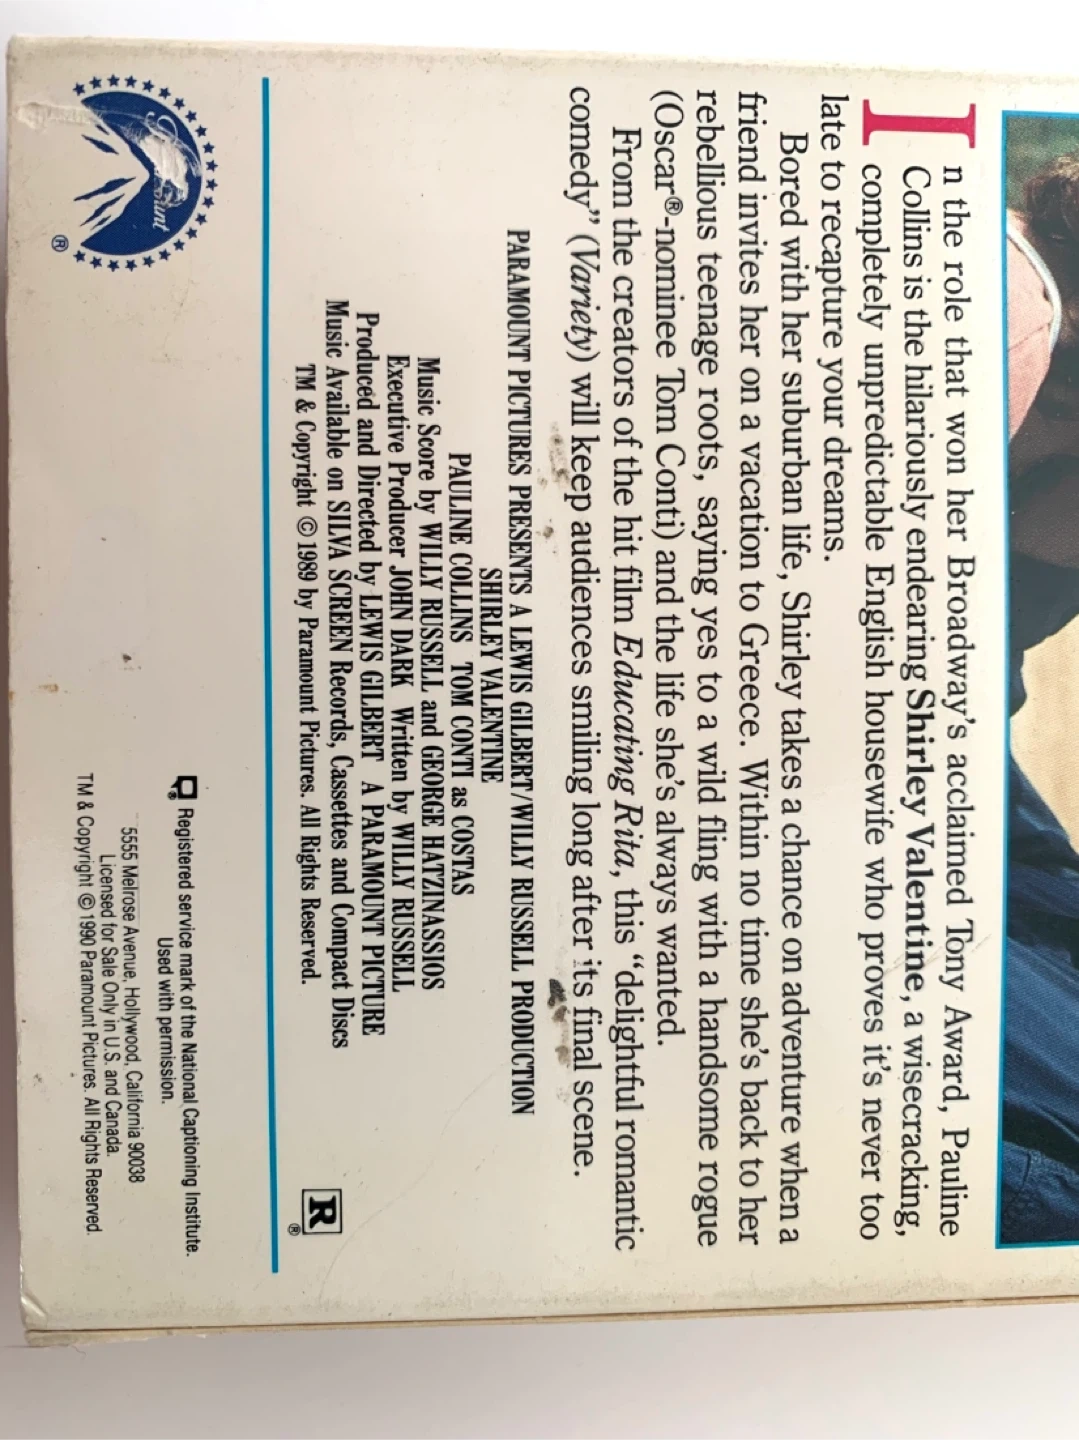 In the role that won her Broadway's acclaimed Tony Award, Pauline
Collins is the hilariously endearing Shirley Valentine, a wisecracking,
completely unpredictable English housewife who proves it's never too
late to recapture your dreams.
Bored with her suburban life, Shirley takes a chance on adventure when a
friend invites her on a vacation to Greece. Within no time she's back to her
rebellious teenage roots, saying yes to a wild fling with a handsome rogue
(Oscar®-nominee Tom Conti) and the life she's always wanted.
From the creators of the hit film Educating Rita, this “delightful romantic
comedy” (Variety) will keep audiences smiling long after its final scene.
PARAMOUNT PICTURES PRESENTS A LEWIS GILBERT/WILLY RUSSELL PRODUCTION
SHIRLEY VALENTINE
PAULINE COLLINS TOM CONTI as COSTAS
Music Score by WILLY RUSSELL and GEORGE HATZINASSIOS
Executive Producer JOHN DARK Written by WILLY RUSSELL
Produced and Directed by LEWIS GILBERT A PARAMOUNT PICTURE
Music Available on SILVA SCREEN Records, Cassettes and Compact Discs
TM & Copyright © 1989 by Paramount Pictures. All Rights Reserved.
R
®
Registered service mark of the National Captioning Institute.
Used with permission.
5555 Melrose Avenue, Hollywood, California 90038
Licensed for Sale Only in U.S. and Canada.
TM & Copyright © 1990 Paramount Pictures. All Rights Reserved.
Paramount
®